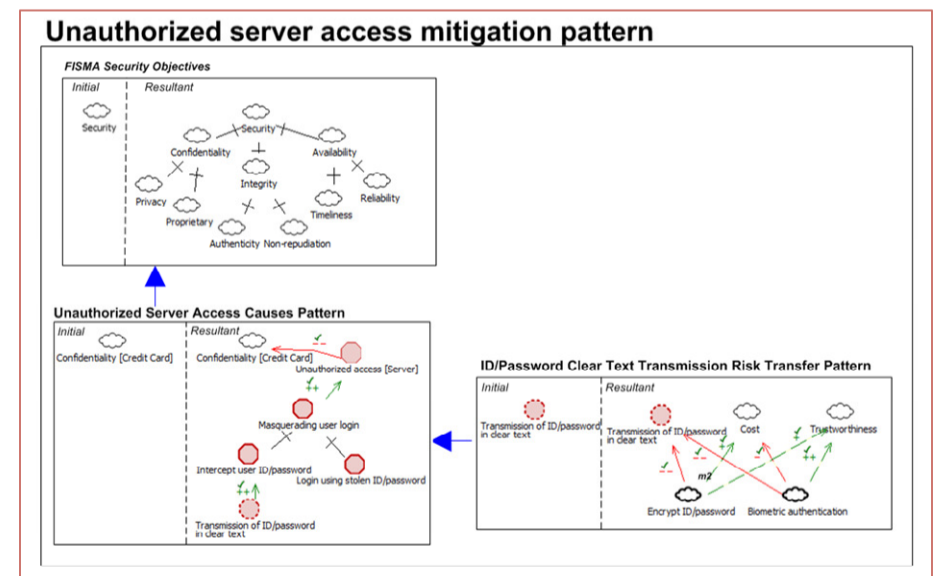 Unauthorized server access mitigation pattern
FISMA Security Objectives
Initial
Resultant
Security
Security
Confidentiality
Availability
Integrity
Privacy
Proprietary
Timeliness
Reliability
Authenticity
Non-repudiation
Unauthorized Server Access Causes Pattern
Initial
Resultant
Confidentiality [Credit Card]
Confidentiality [Credit Card]
--
Unauthorized access [Server]
++
Masquerading user login
Intercept user ID/password
Login using stolen ID/password
++
Transmission of ID/password
in clear text
ID/Password Clear Text Transmission Risk Transfer Pattern
Initial
Resultant
Transmission of ID/password
in clear text
Transmission of ID/password
in clear text
Cost
Trustworthiness
m2
Encrypt ID/password
Biometric authentication